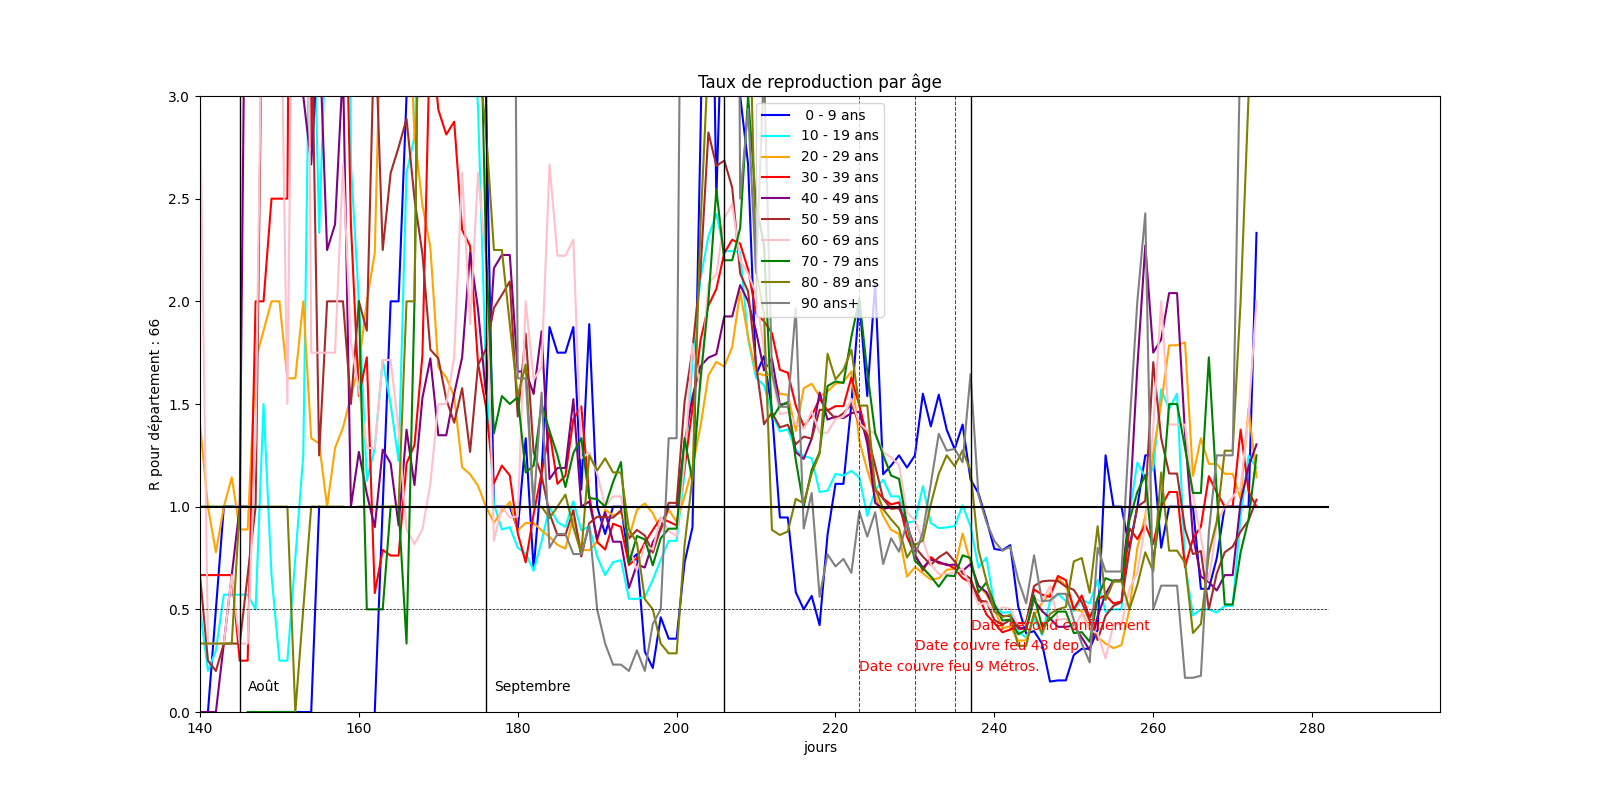 Taux de reproduction par âge
R pour département : 66
3.0
2.5
2.0
1.5
1.0
0.5
0.0
0 - 9 ans
10 - 19 ans
20 - 29 ans
30 - 39 ans
40 - 49 ans
50 - 59 ans
60 - 69 ans
70 - 79 ans
80 - 89 ans
90 ans+
Date second confinement
Date couvre feu 48 dep.
Date couvre feu 9 Métros.
Août
Septembre
140 160 180 200 220 240 260 280
jours